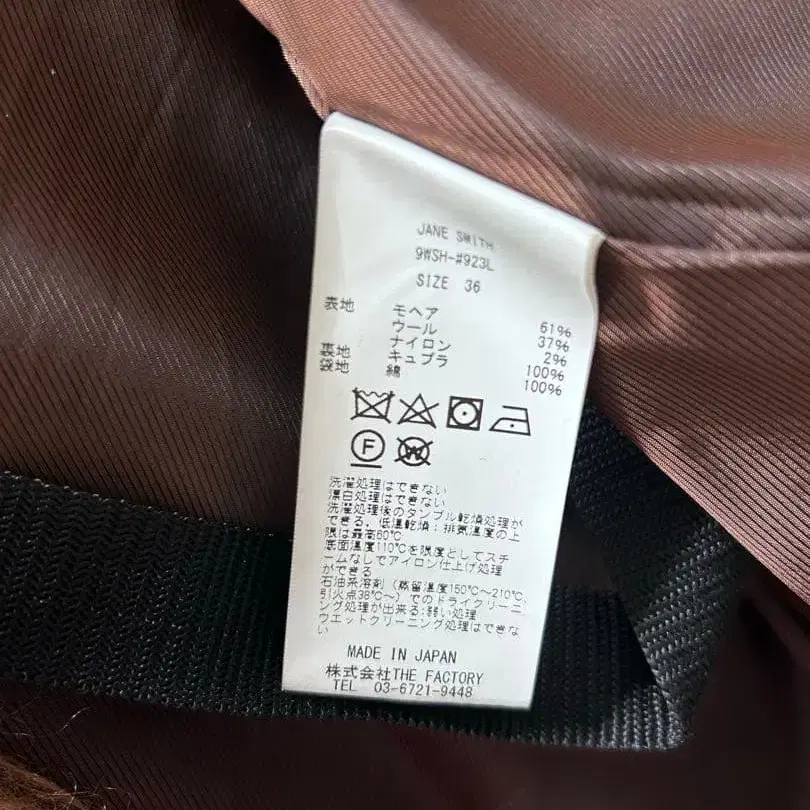 JANE SMITH
9WSH-#923L
SIZE 36
表地 モヘア 61%
ウール 37%
ナイロン 2%
裏地 キュプラ 100%
袋地 綿 100%
F
W
洗濯処理はできない
漂白処理はできない
洗濯処理後のタンブル乾燥処理が
できる。低温乾燥:排気温度の上
限は最高60℃
底面温度110℃を限度としてスチ
ームなしでアイロン仕上げ処理
ができる
石油系溶剤(蒸留温度150℃~210℃、
引火点38℃~)でのドライクリーニ
ング処理が出来る:弱い処理
ウエットクリーニング処理はできな
い
MADE IN JAPAN
株式会社THE FACTORY
TEL 03-6721-9448